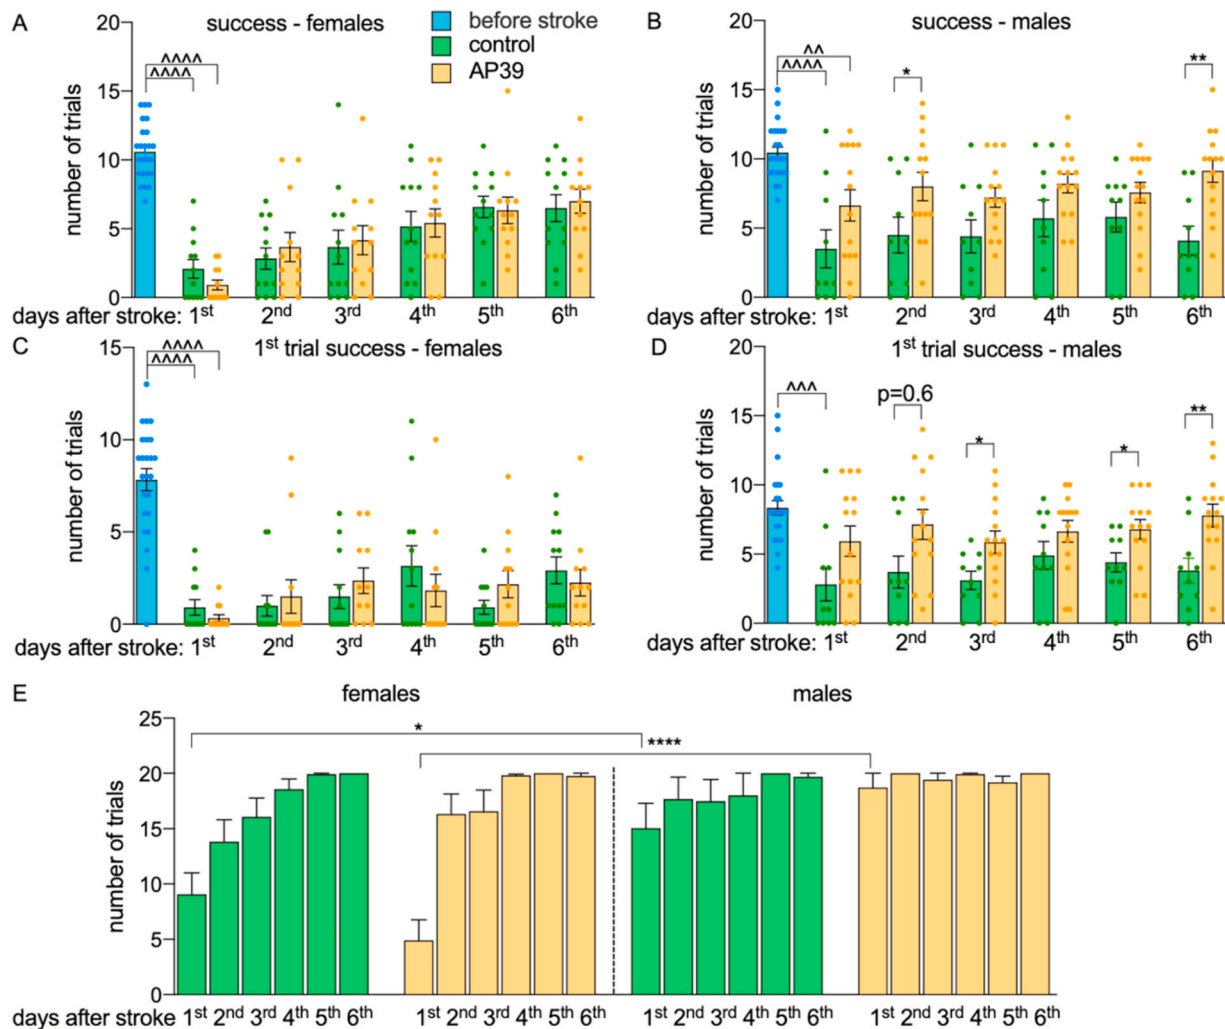 A
success - females
before stroke
control
AP39
number of trials
20
15
10
5
0
^^^^
^^^^
days after stroke: 1st 2nd 3rd 4th 5th 6th
B
success - males
number of trials
20
15
10
5
0
^^
^^^^
*
**
days after stroke: 1st 2nd 3rd 4th 5th 6th
C
1st trial success - females
number of trials
15
10
5
0
^^^^
^^^^
days after stroke: 1st 2nd 3rd 4th 5th 6th
D
1st trial success - males
number of trials
20
15
10
5
0
^^^
p=0.6
*
*
**
days after stroke: 1st 2nd 3rd 4th 5th 6th
E
females
males
number of trials
25
20
15
10
5
0
*
****
days after stroke 1st 2nd 3rd 4th 5th 6th 1st 2nd 3rd 4th 5th 6th 1st 2nd 3rd 4th 5th 6th 1st 2nd 3rd 4th 5th 6th